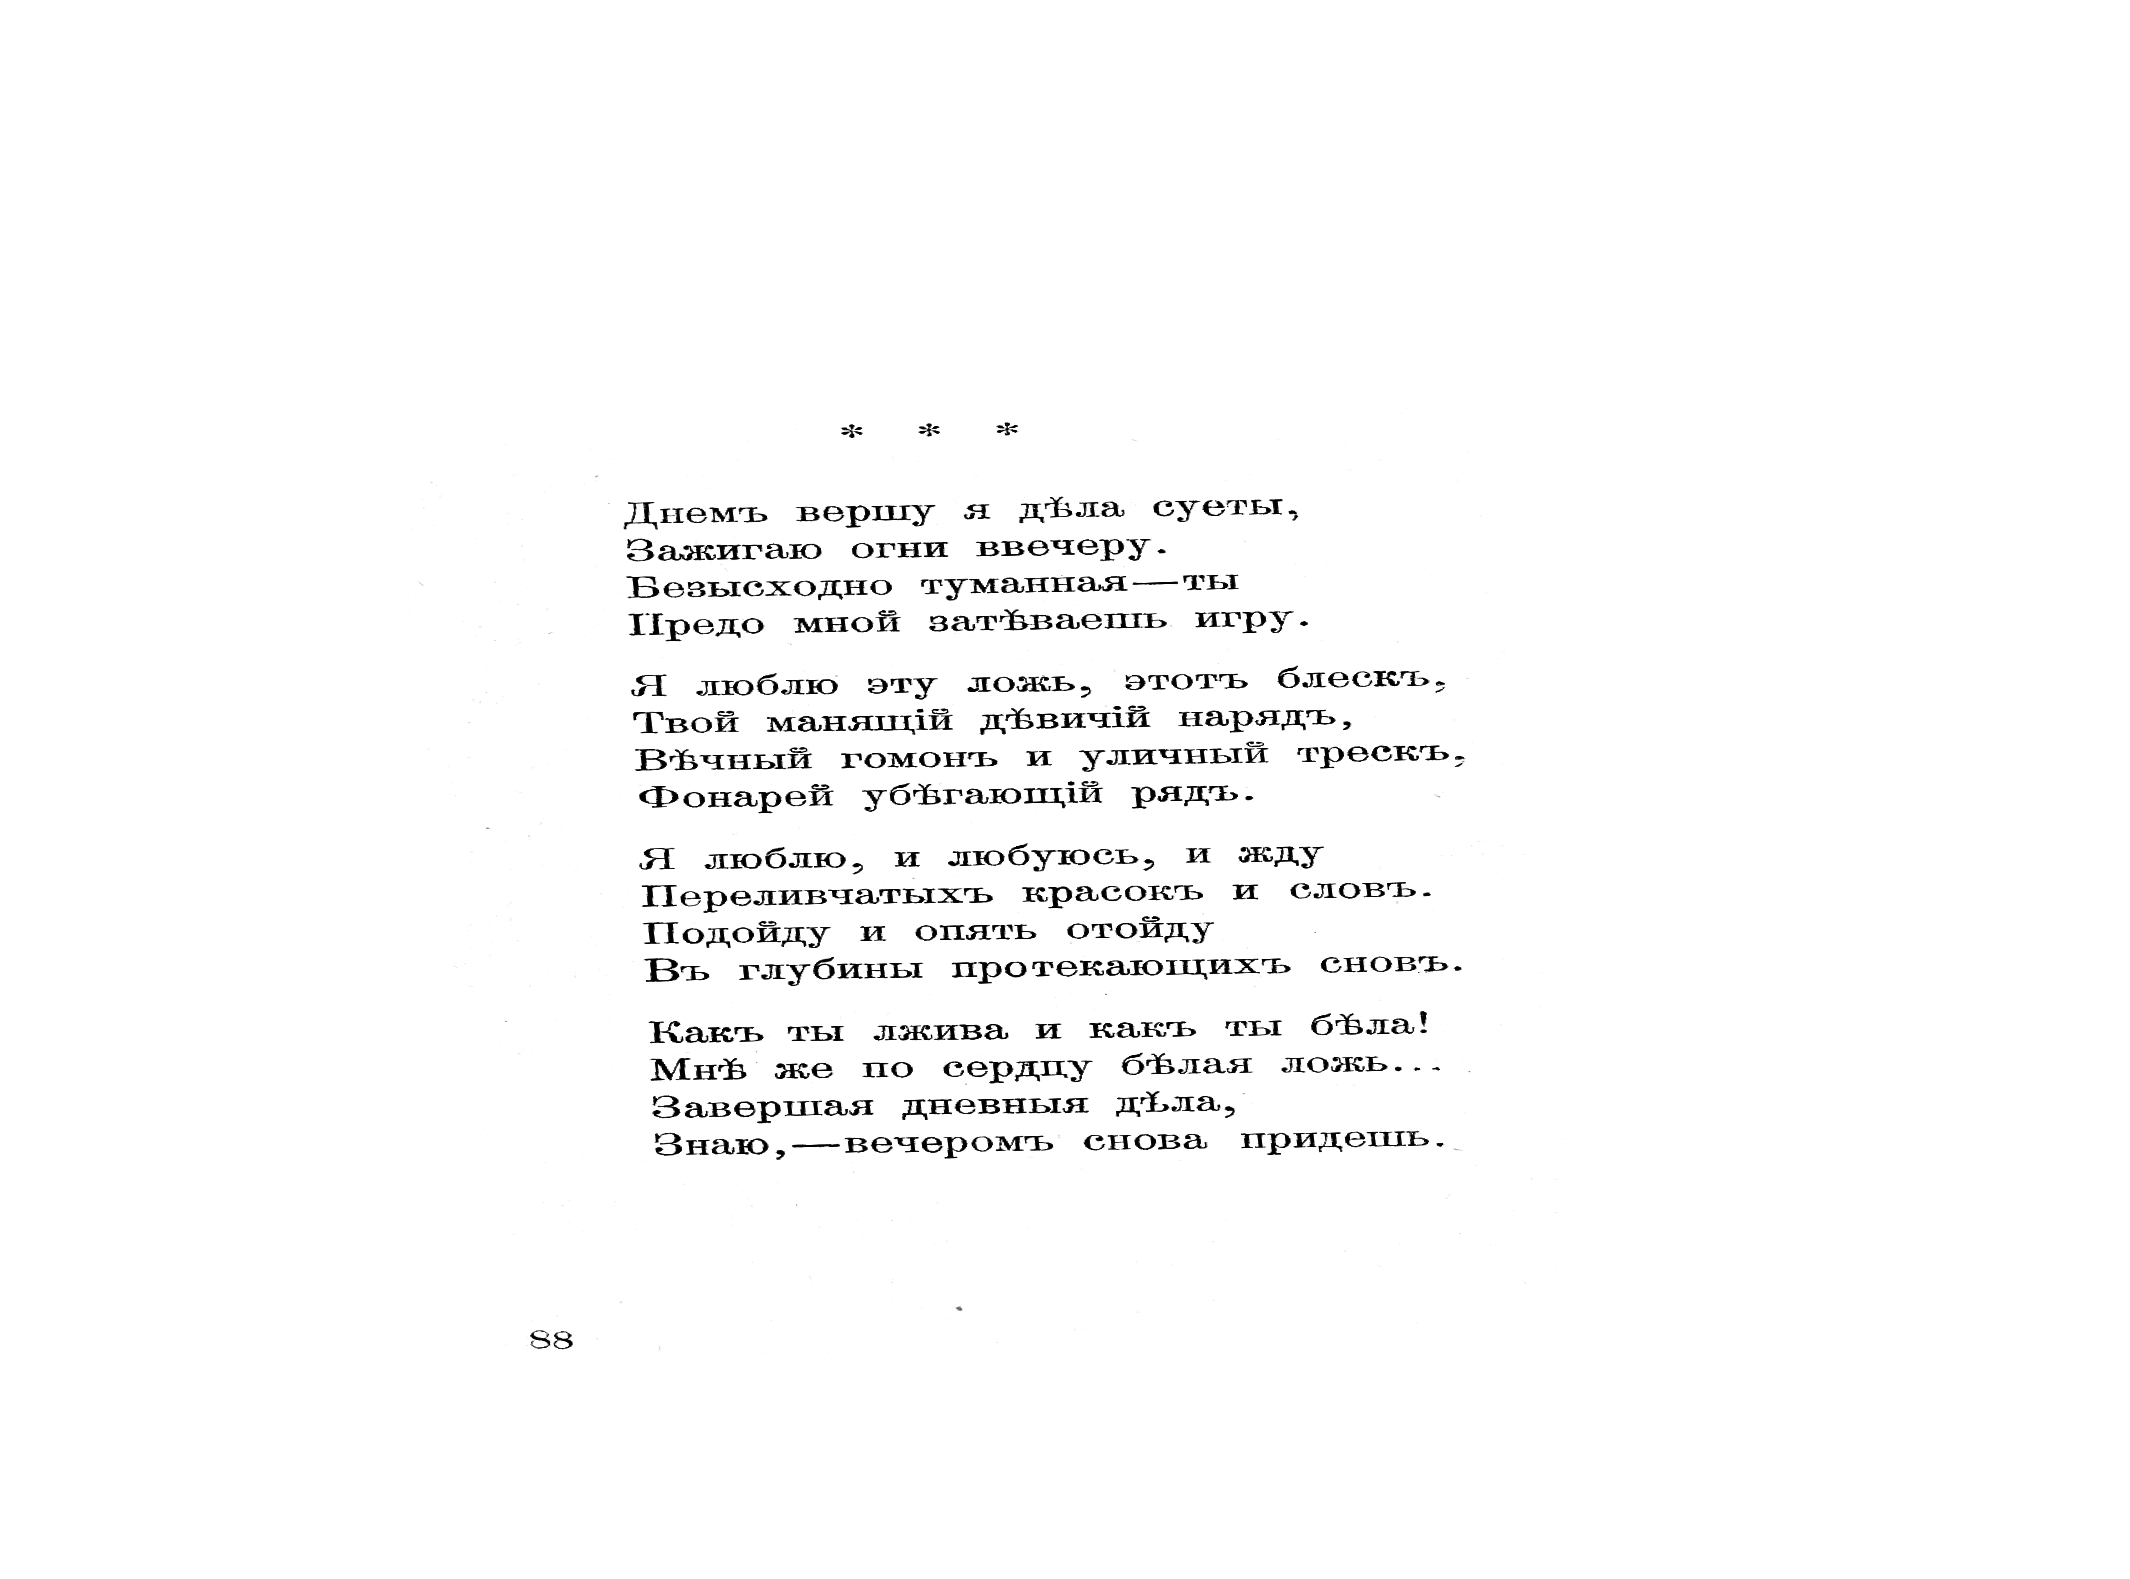 * * *
Днемъ вершу я дѣла суеты,
Зажигаю огни ввечеру.
Безысходно туманная—ты
Предо мной затѣваешь игру.
Я люблю эту ложь, этотъ блескъ,
Твой манящій дѣвичій нарядъ,
Вѣчный гомонъ и уличный трескъ,
Фонарей убѣгающій рядъ.
Я люблю, и любуюсь, и жду
Переливчатыхъ красокъ и словъ.
Подойду и опять отойду
Въ глубины протекающихъ сновъ.
Какъ ты лжива и какъ ты бѣла!
Мнѣ же по сердцу бѣлая ложь...
Завершая дневныя дѣла,
Знаю,—вечеромъ снова придешь.
88